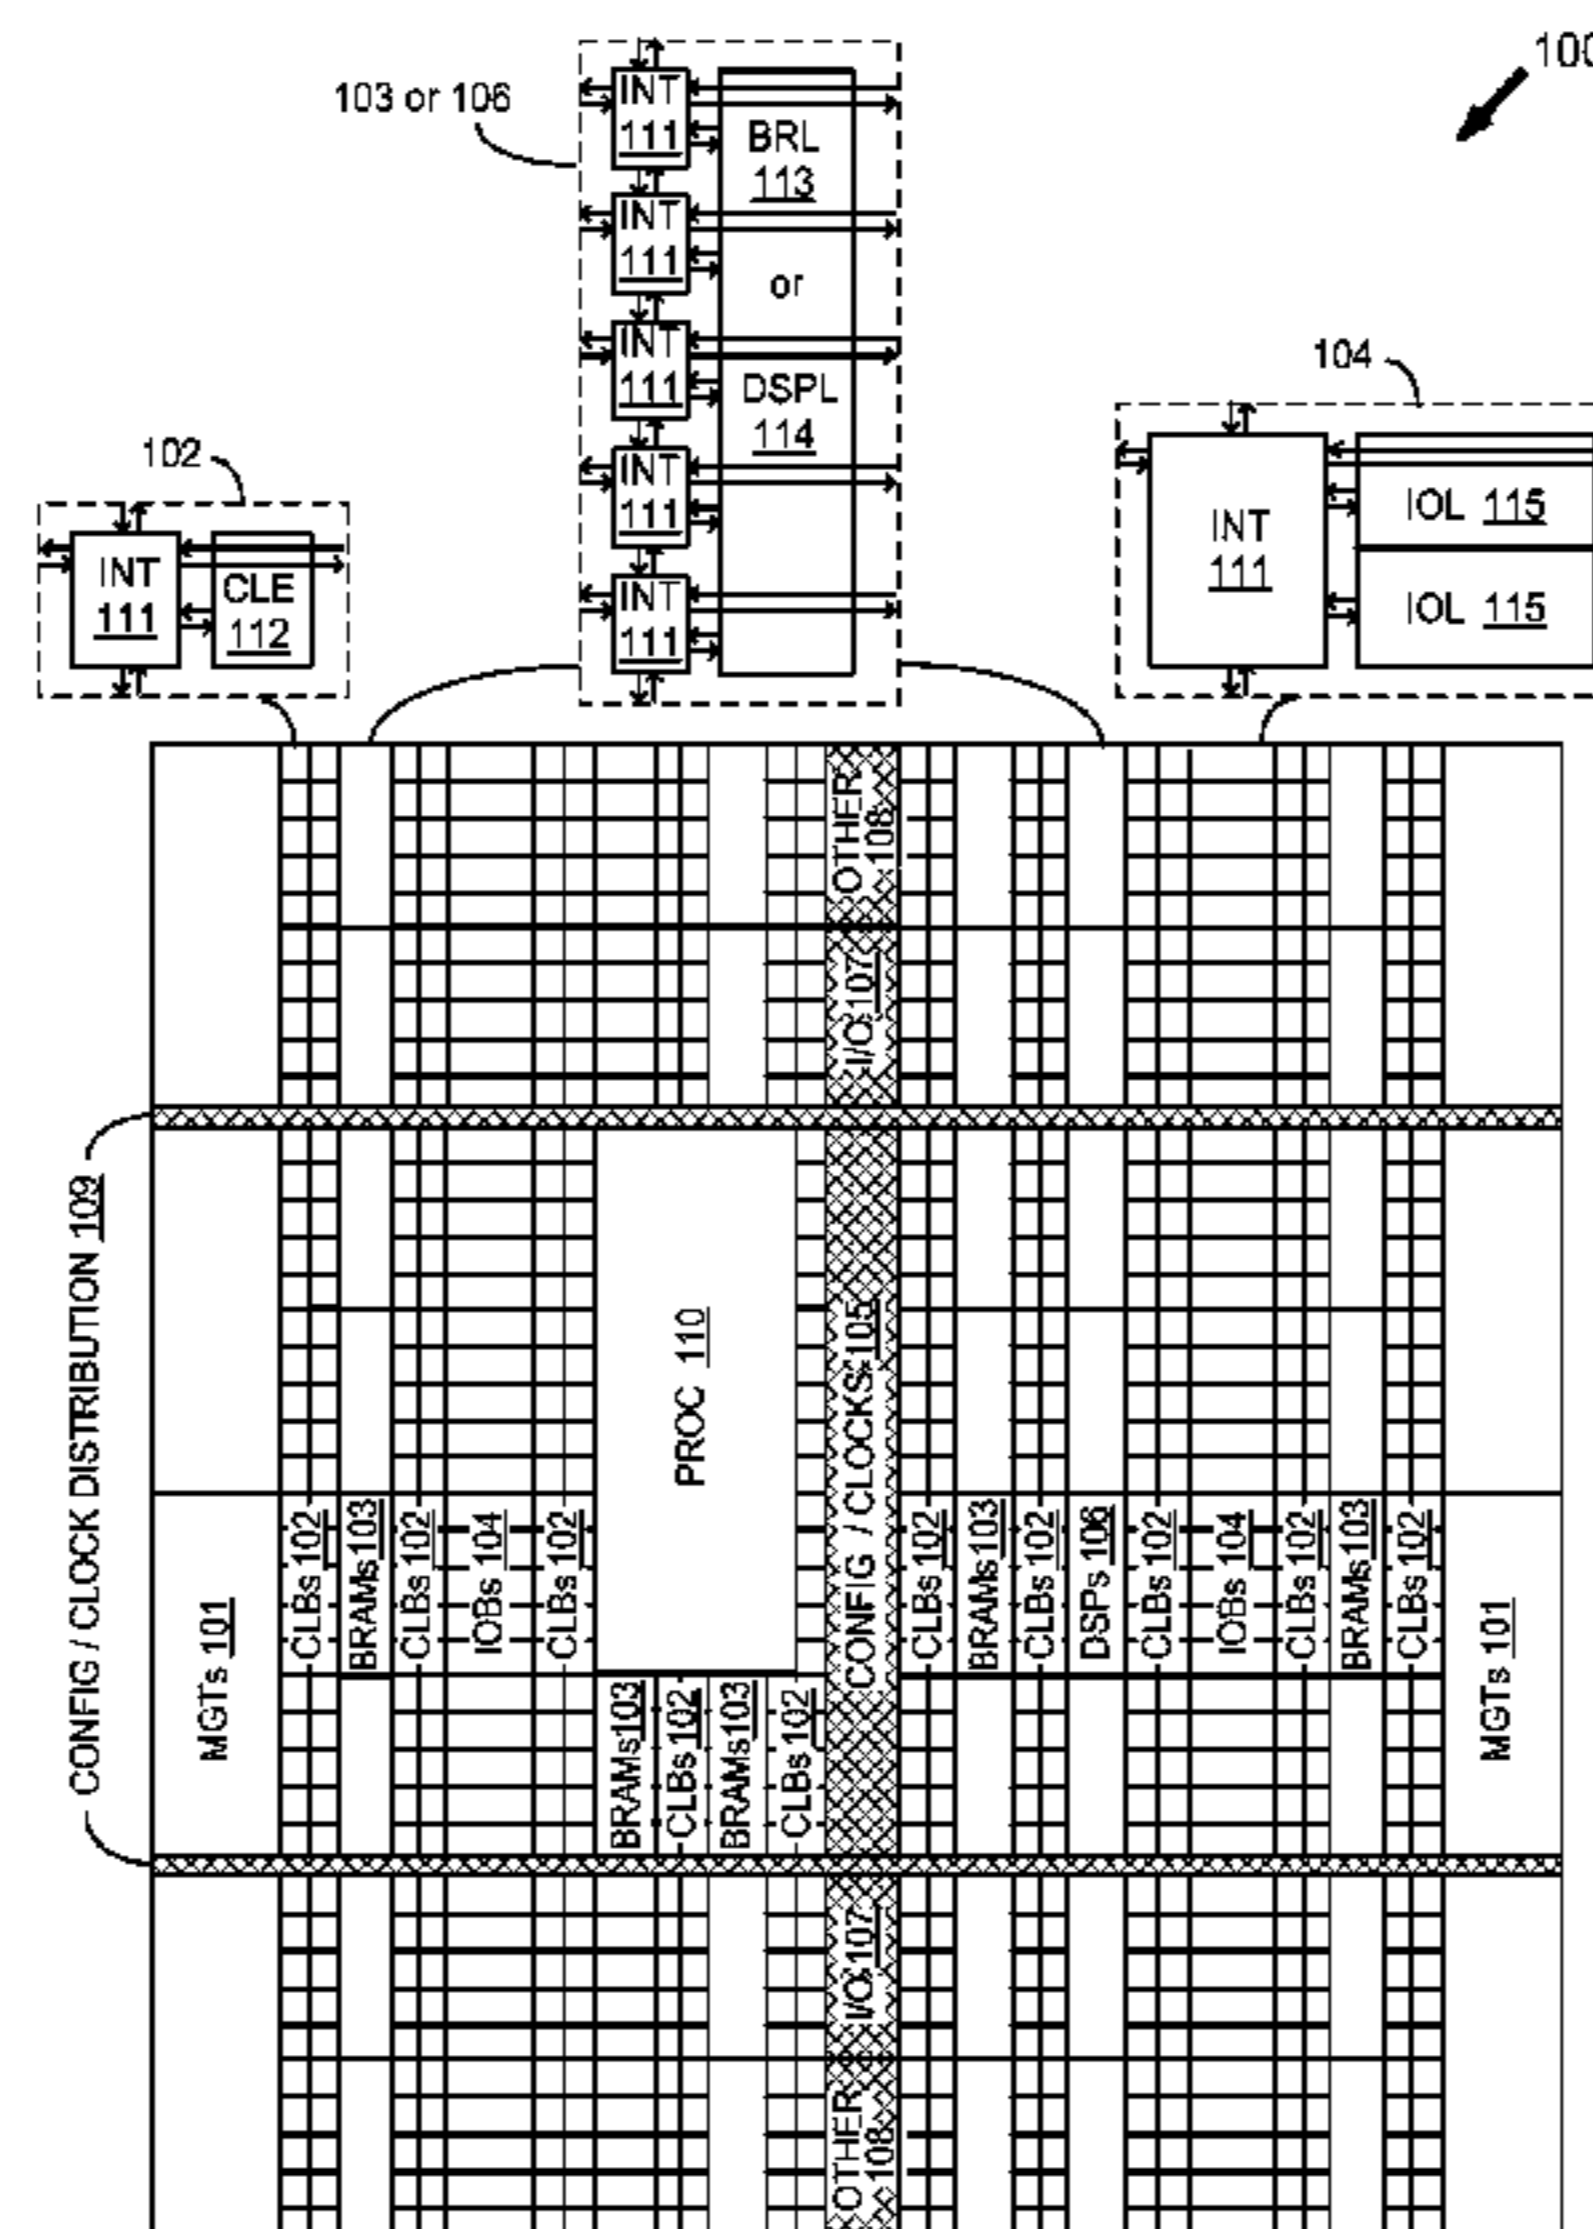 100
103 or 106
INT
111
INT
111
INT
111
INT
111
INT
111
BRL
113
or
DSPL
114
104
INT
111
IOL 115
IOL 115
102
INT
111
CLE
112
OTHER
108
I/O 107
CONFIG / CLOCK DISTRIBUTION 109
PROC 110
CONFIG / CLOCKS 105
MGTs 101
CLBs 102
BRAMs 103
CLBs 102
IOBs 104
CLBs 102
BRAMs 103
CLBs 102
BRAMs 103
CLBs 102
CLBs 102
BRAMs 103
CLBs 102
DSPs 106
CLBs 102
IOBs 104
CLBs 102
BRAMs 103
CLBs 102
MGTs 101
I/O 107
OTHER
108